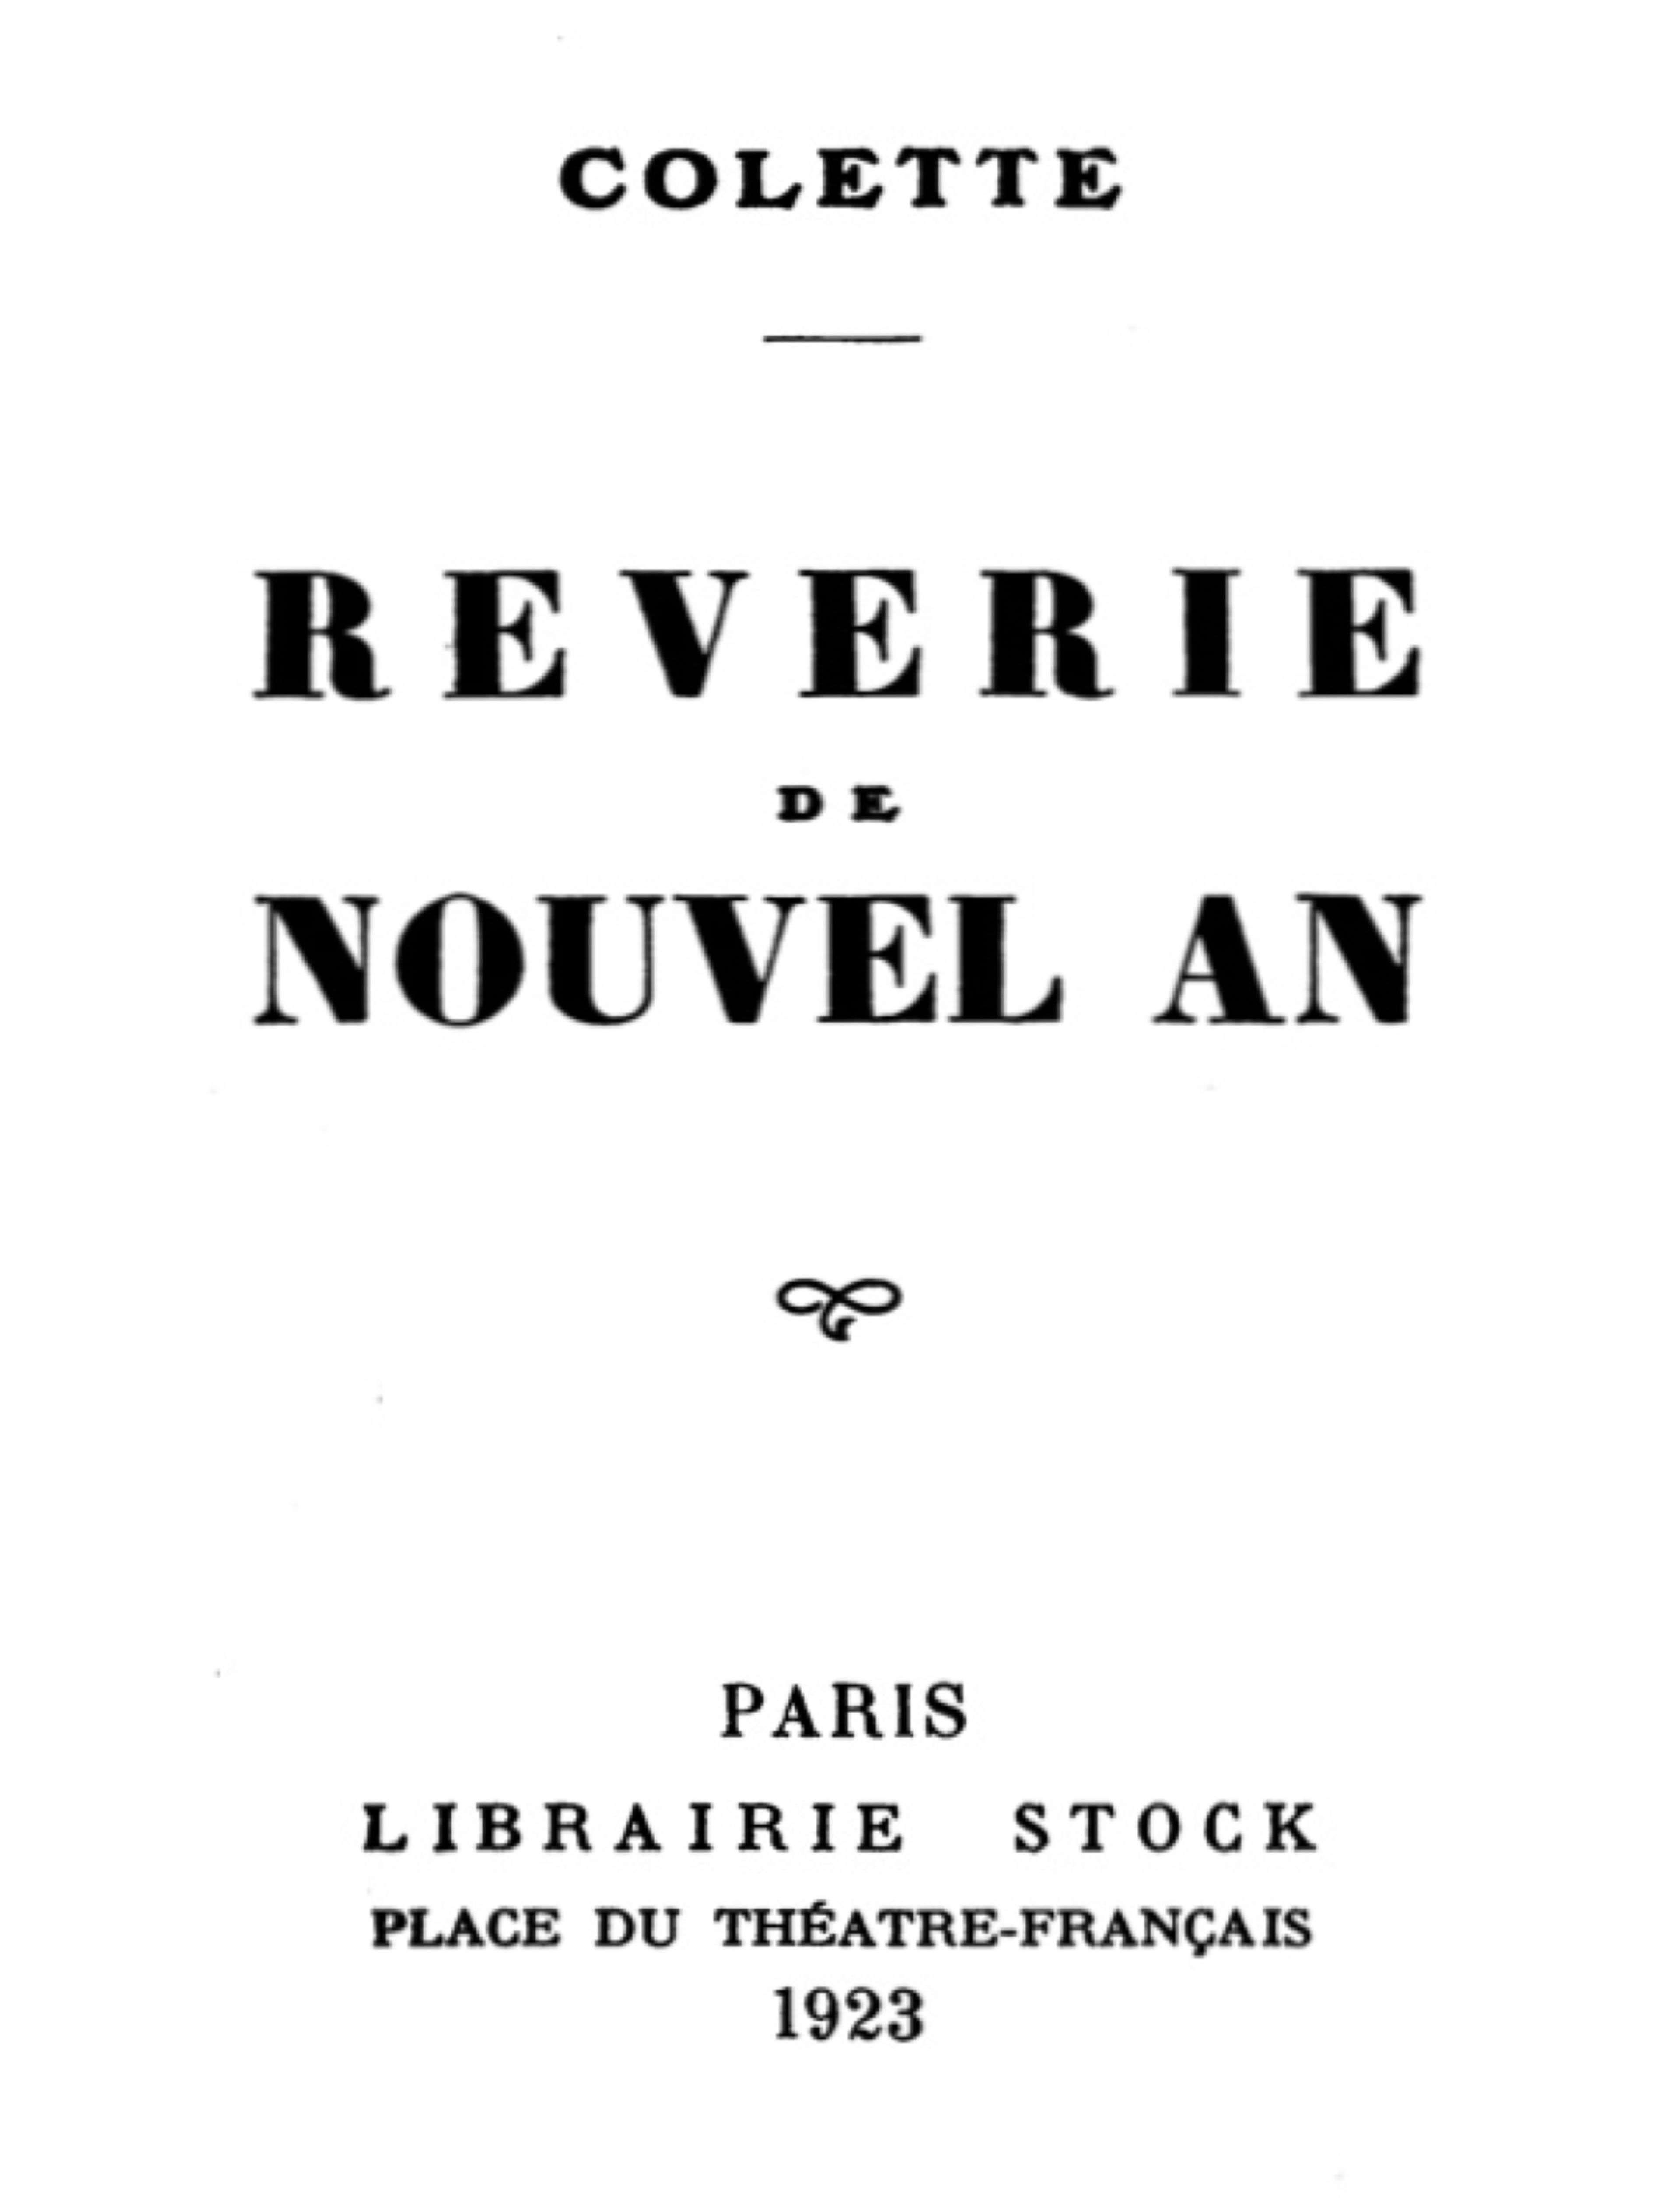 COLETTE
REVERIE
DE
NOUVEL AN
PARIS
LIBRAIRIE STOCK
PLACE DU THÉATRE-FRANÇAIS
1923